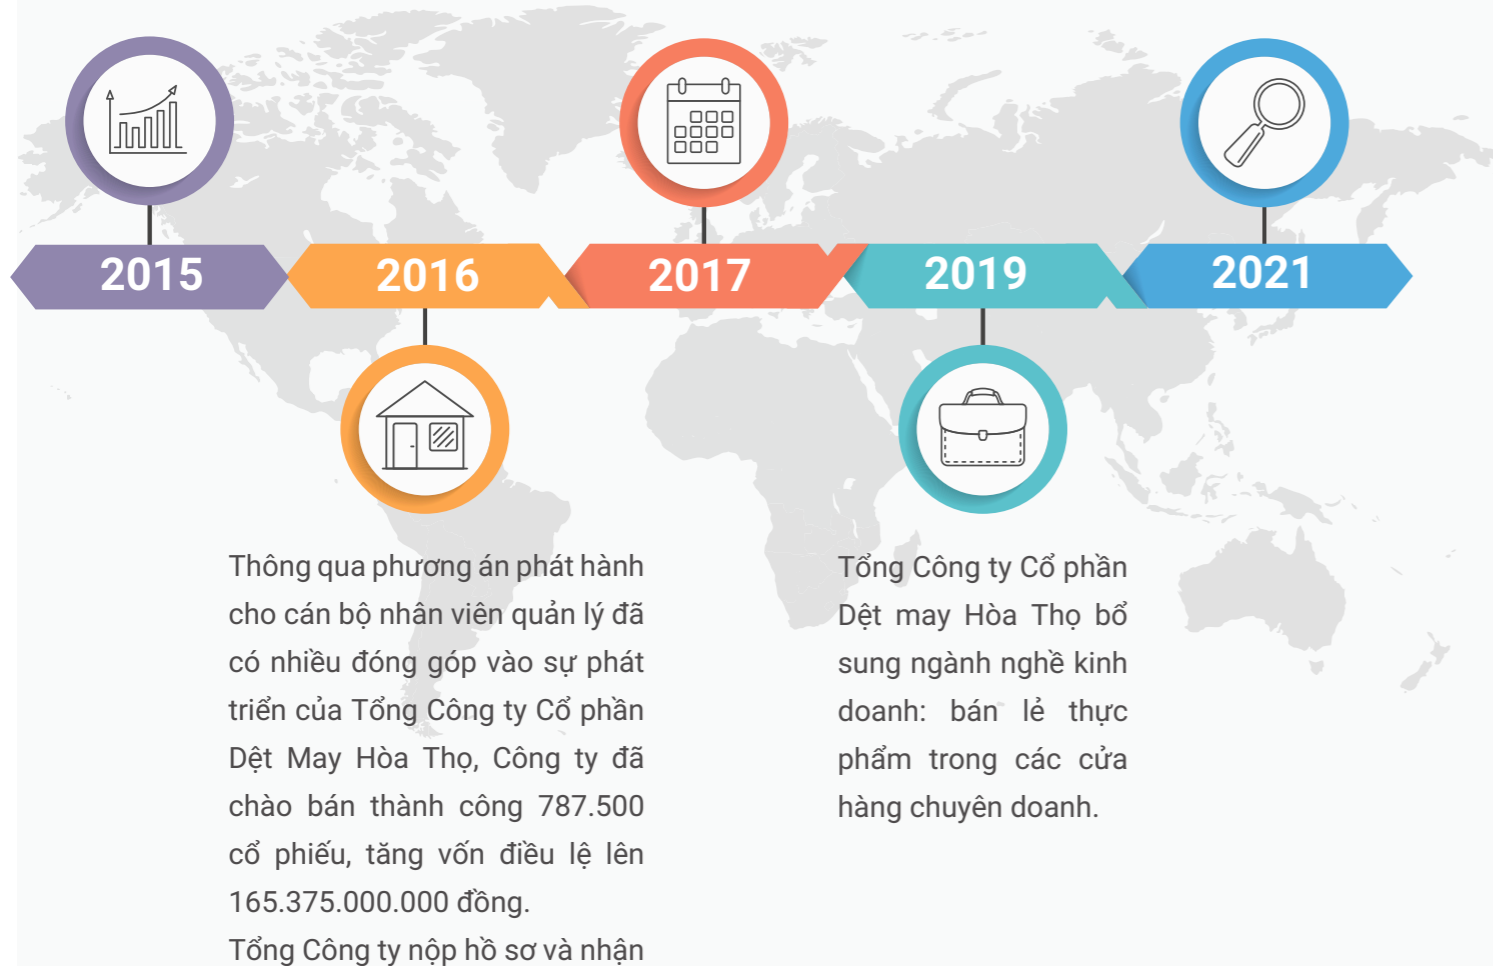 2015
2016
2017
2019
2021
Thông qua phương án phát hành
cho cán bộ nhân viên quản lý đã
có nhiều đóng góp vào sự phát
triển của Tổng Công ty Cổ phần
Dệt May Hòa Thọ, Công ty đã
chào bán thành công 787.500
cổ phiếu, tăng vốn điều lệ lên
165.375.000.000 đồng.
Tổng Công ty nộp hồ sơ và nhận
Tổng Công ty Cổ phần
Dệt may Hòa Thọ bổ
sung ngành nghề kinh
doanh: bán lẻ thực
phẩm trong các cửa
hàng chuyên doanh.